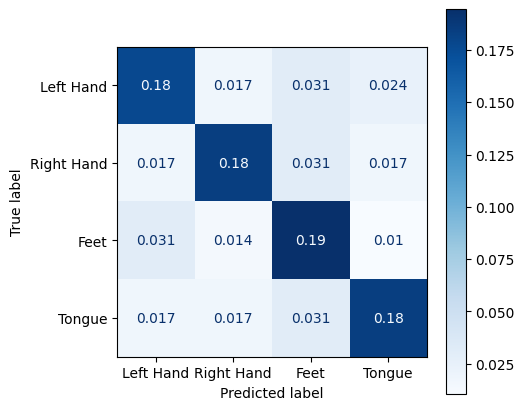 True label
Left Hand 0.18 0.017 0.031 0.024
Right Hand 0.017 0.18 0.031 0.017
Feet 0.031 0.014 0.19 0.01
Tongue 0.017 0.017 0.031 0.18
Left Hand Right Hand Feet Tongue
Predicted label
0.175
0.150
0.125
0.100
0.075
0.050
0.025